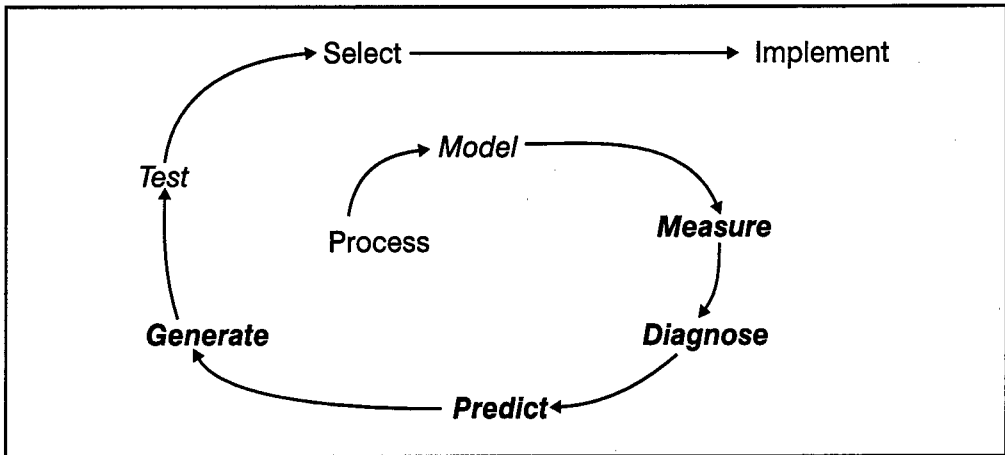 Select
Implement
Model
Test
Measure
Process
Generate
Diagnose
Predict